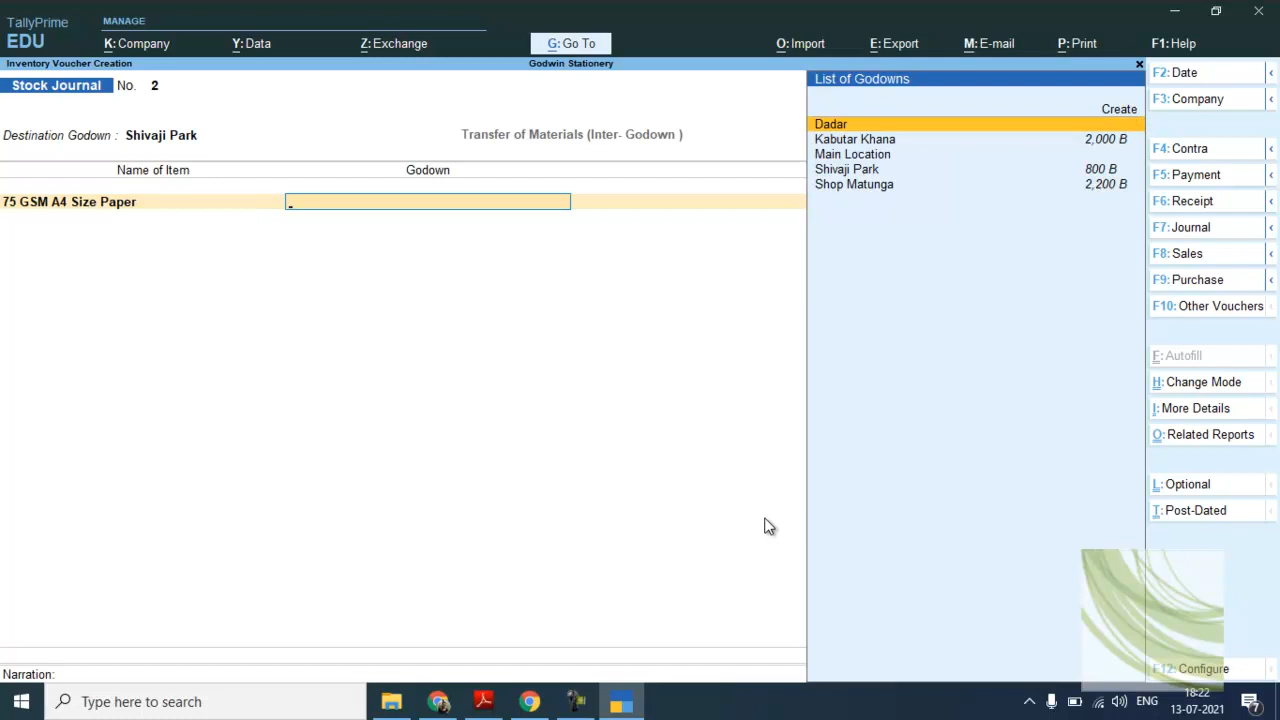 TallyPrime
EDU
MANAGE
K: Company
Y: Data
Z: Exchange
G: Go To
O: Import
E: Export
M: E-mail
P: Print
F1: Help
Inventory Voucher Creation
Godwin Stationery
×
Stock Journal No. 2
Destination Godown : Shivaji Park
Transfer of Materials (Inter- Godown )
Name of Item
Godown
75 GSM A4 Size Paper
Narration:
List of Godowns
Create
Dadar
Kabutar Khana 2,000 B
Main Location
Shivaji Park 800 B
Shop Matunga 2,200 B
F2: Date
F3: Company
F4: Contra
F5: Payment
F6: Receipt
F7: Journal
F8: Sales
F9: Purchase
F10: Other Vouchers
F: Autofill
H: Change Mode
I: More Details
O: Related Reports
L: Optional
T: Post-Dated
F12: Configure
Type here to search
ENG
18:22
13-07-2021
7